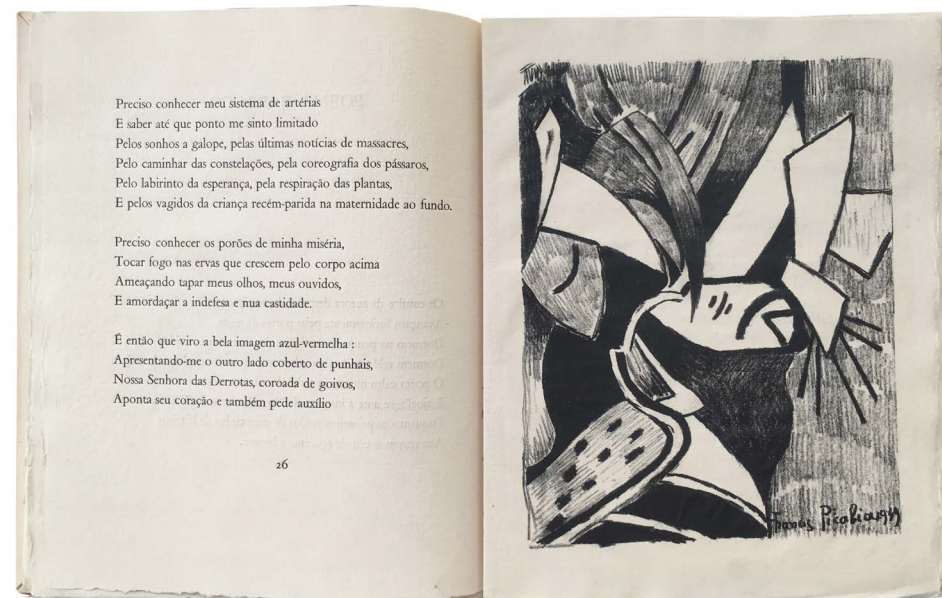 Preciso conhecer meu sistema de artérias
E saber até que ponto me sinto limitado
Pelos sonhos a galope, pelas últimas notícias de massacres,
Pelo caminhar das constelações, pela coreografia dos pássaros,
Pelo labirinto da esperança, pela respiração das plantas,
E pelos vagidos da criança recém-parida na maternidade ao fundo.
Preciso conhecer os porões de minha miséria,
Tocar fogo nas ervas que crescem pelo corpo acima
Ameaçando tapar meus olhos, meus ouvidos,
E amordaçar a indefesa e nua castidade.
É então que viro a bela imagem azul-vermelha :
Apresentando-me o outro lado coberto de punhais,
Nossa Senhora das Derrotas, coroada de goivos,
Aponta seu coração e também pede auxílio
26
Francis Picabia